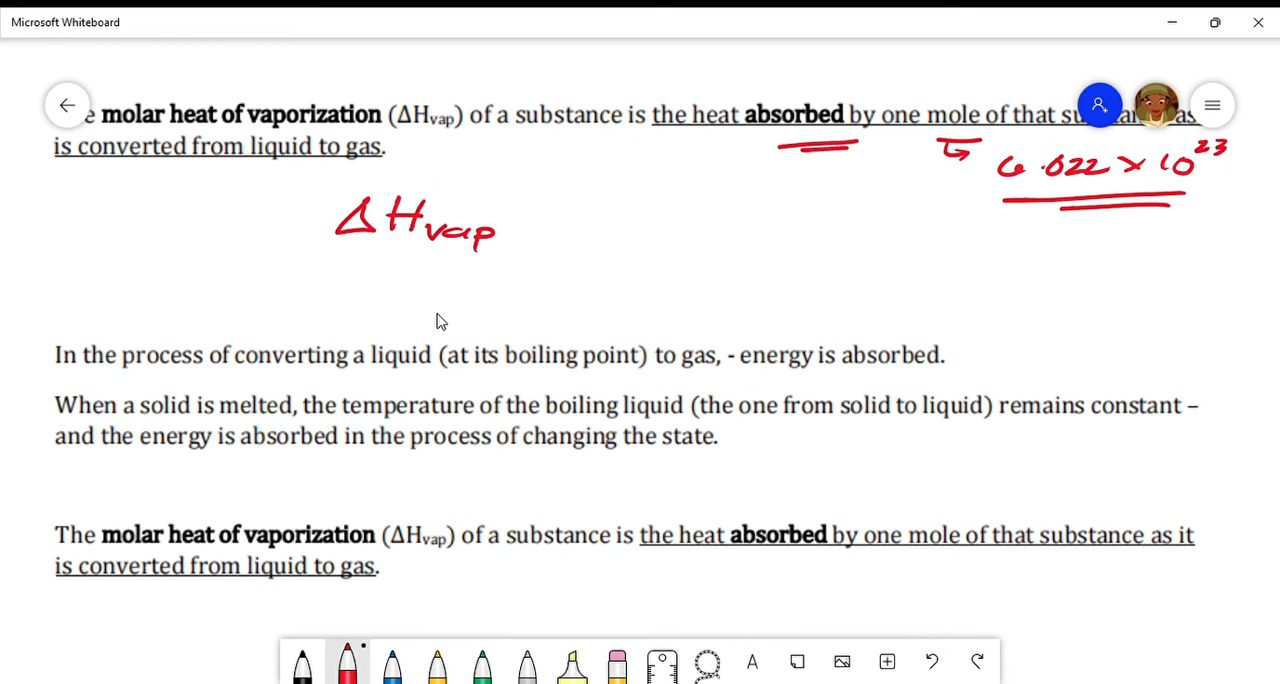 Microsoft Whiteboard
e molar heat of vaporization (ΔHvap) of a substance is the heat absorbed by one mole of that su as
is converted from liquid to gas.
6.022 × 10^23
ΔHvap
In the process of converting a liquid (at its boiling point) to gas, - energy is absorbed.
When a solid is melted, the temperature of the boiling liquid (the one from solid to liquid) remains constant –
and the energy is absorbed in the process of changing the state.
The molar heat of vaporization (ΔHvap) of a substance is the heat absorbed by one mole of that substance as it
is converted from liquid to gas.
A